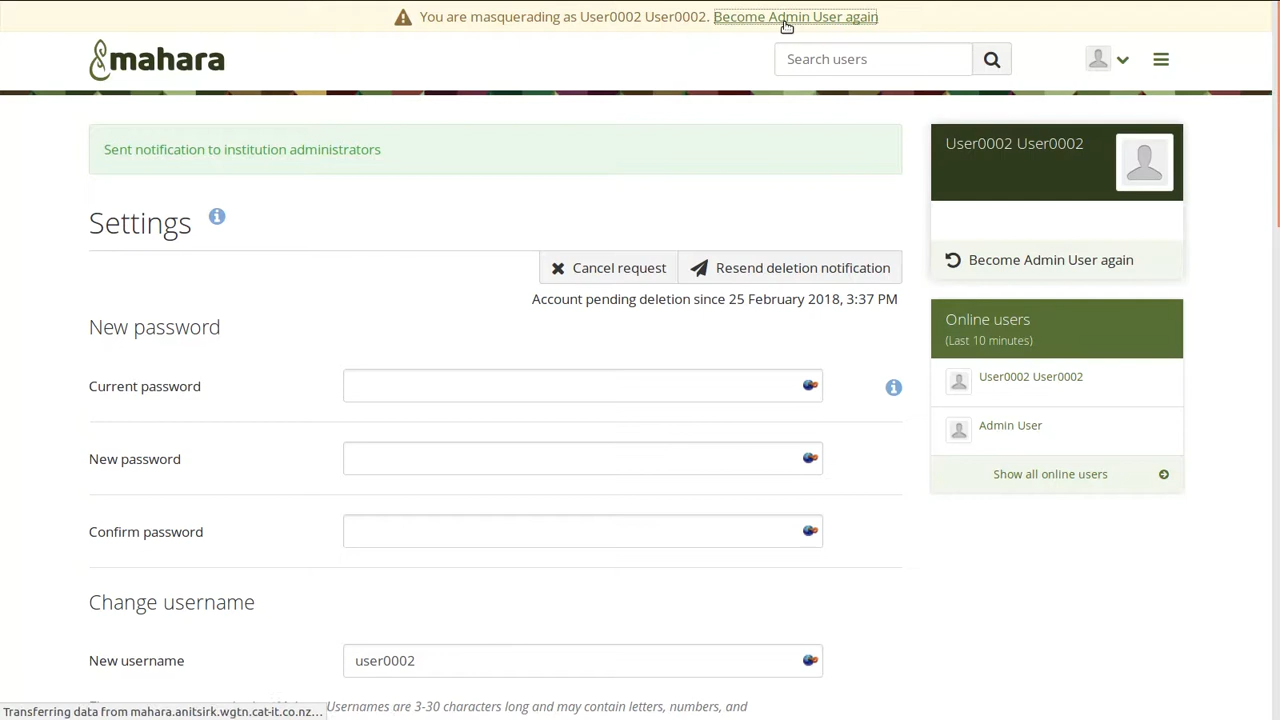 You are masquerading as User0002 User0002. Become Admin User again
mahara
Search users
Sent notification to institution administrators
User0002 User0002
Settings
Become Admin User again
Cancel request
Resend deletion notification
Account pending deletion since 25 February 2018, 3:37 PM
New password
Online users
(Last 10 minutes)
Current password
User0002 User0002
Admin User
New password
Show all online users
Confirm password
Change username
New username
user0002
Usernames are 3-30 characters long and may contain letters, numbers, and
Transferring data from mahara.anitsirk.wgtn.cat-it.co.nz...